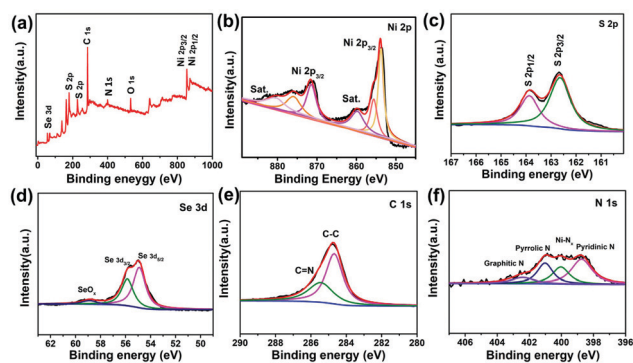 (a)
Intensity(a.u.)
Se 3d
S 2p
S 2p
C 1s
N 1s
O 1s
Ni 2p3/2
Ni 2p1/2
0 200 400 600 800 1000
Binding eneygy (eV)
(b)
Ni 2p
Intensity(a.u.)
Sat.
Ni 2p3/2
Sat.
Ni 2p3/2
880 870 860 850
Binding Energy (eV)
(c)
S 2p
Intensity(a.u.)
S 2p1/2
S 2p3/2
167 165 164 163 162 161
Binding energy (eV)
(d)
Se 3d
Intensity(a.u.)
SeOx
Se 3d3/2
Se 3d5/2
62 60 58 56 54 52 50
Binding energy (eV)
(e)
C 1s
Intensity(a.u.)
C=N
C-C
290 288 286 284 282 280
Binding energy (eV)
(f)
N 1s
Intensity(a.u.)
Graphitic N
Pyrrolic N
Ni-Nx
Pyridinic N
406 404 402 400 398 396
Binding energy (eV)